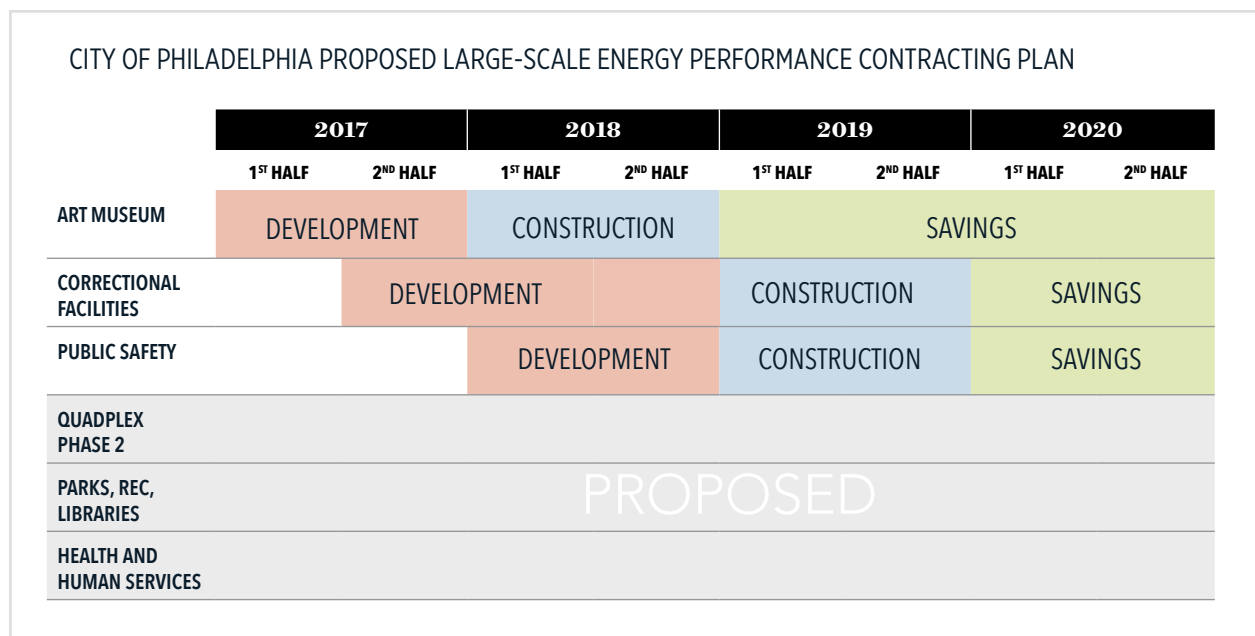 CITY OF PHILADELPHIA PROPOSED LARGE-SCALE ENERGY PERFORMANCE CONTRACTING PLAN
2017 2018 2019 2020
1ST HALF 2ND HALF 1ST HALF 2ND HALF 1ST HALF 2ND HALF 1ST HALF 2ND HALF
ART MUSEUM DEVELOPMENT CONSTRUCTION SAVINGS
CORRECTIONAL
FACILITIES DEVELOPMENT CONSTRUCTION SAVINGS
PUBLIC SAFETY DEVELOPMENT CONSTRUCTION SAVINGS
QUADPLEX
PHASE 2
PARKS, REC,
LIBRARIES PROPOSED
HEALTH AND
HUMAN SERVICES